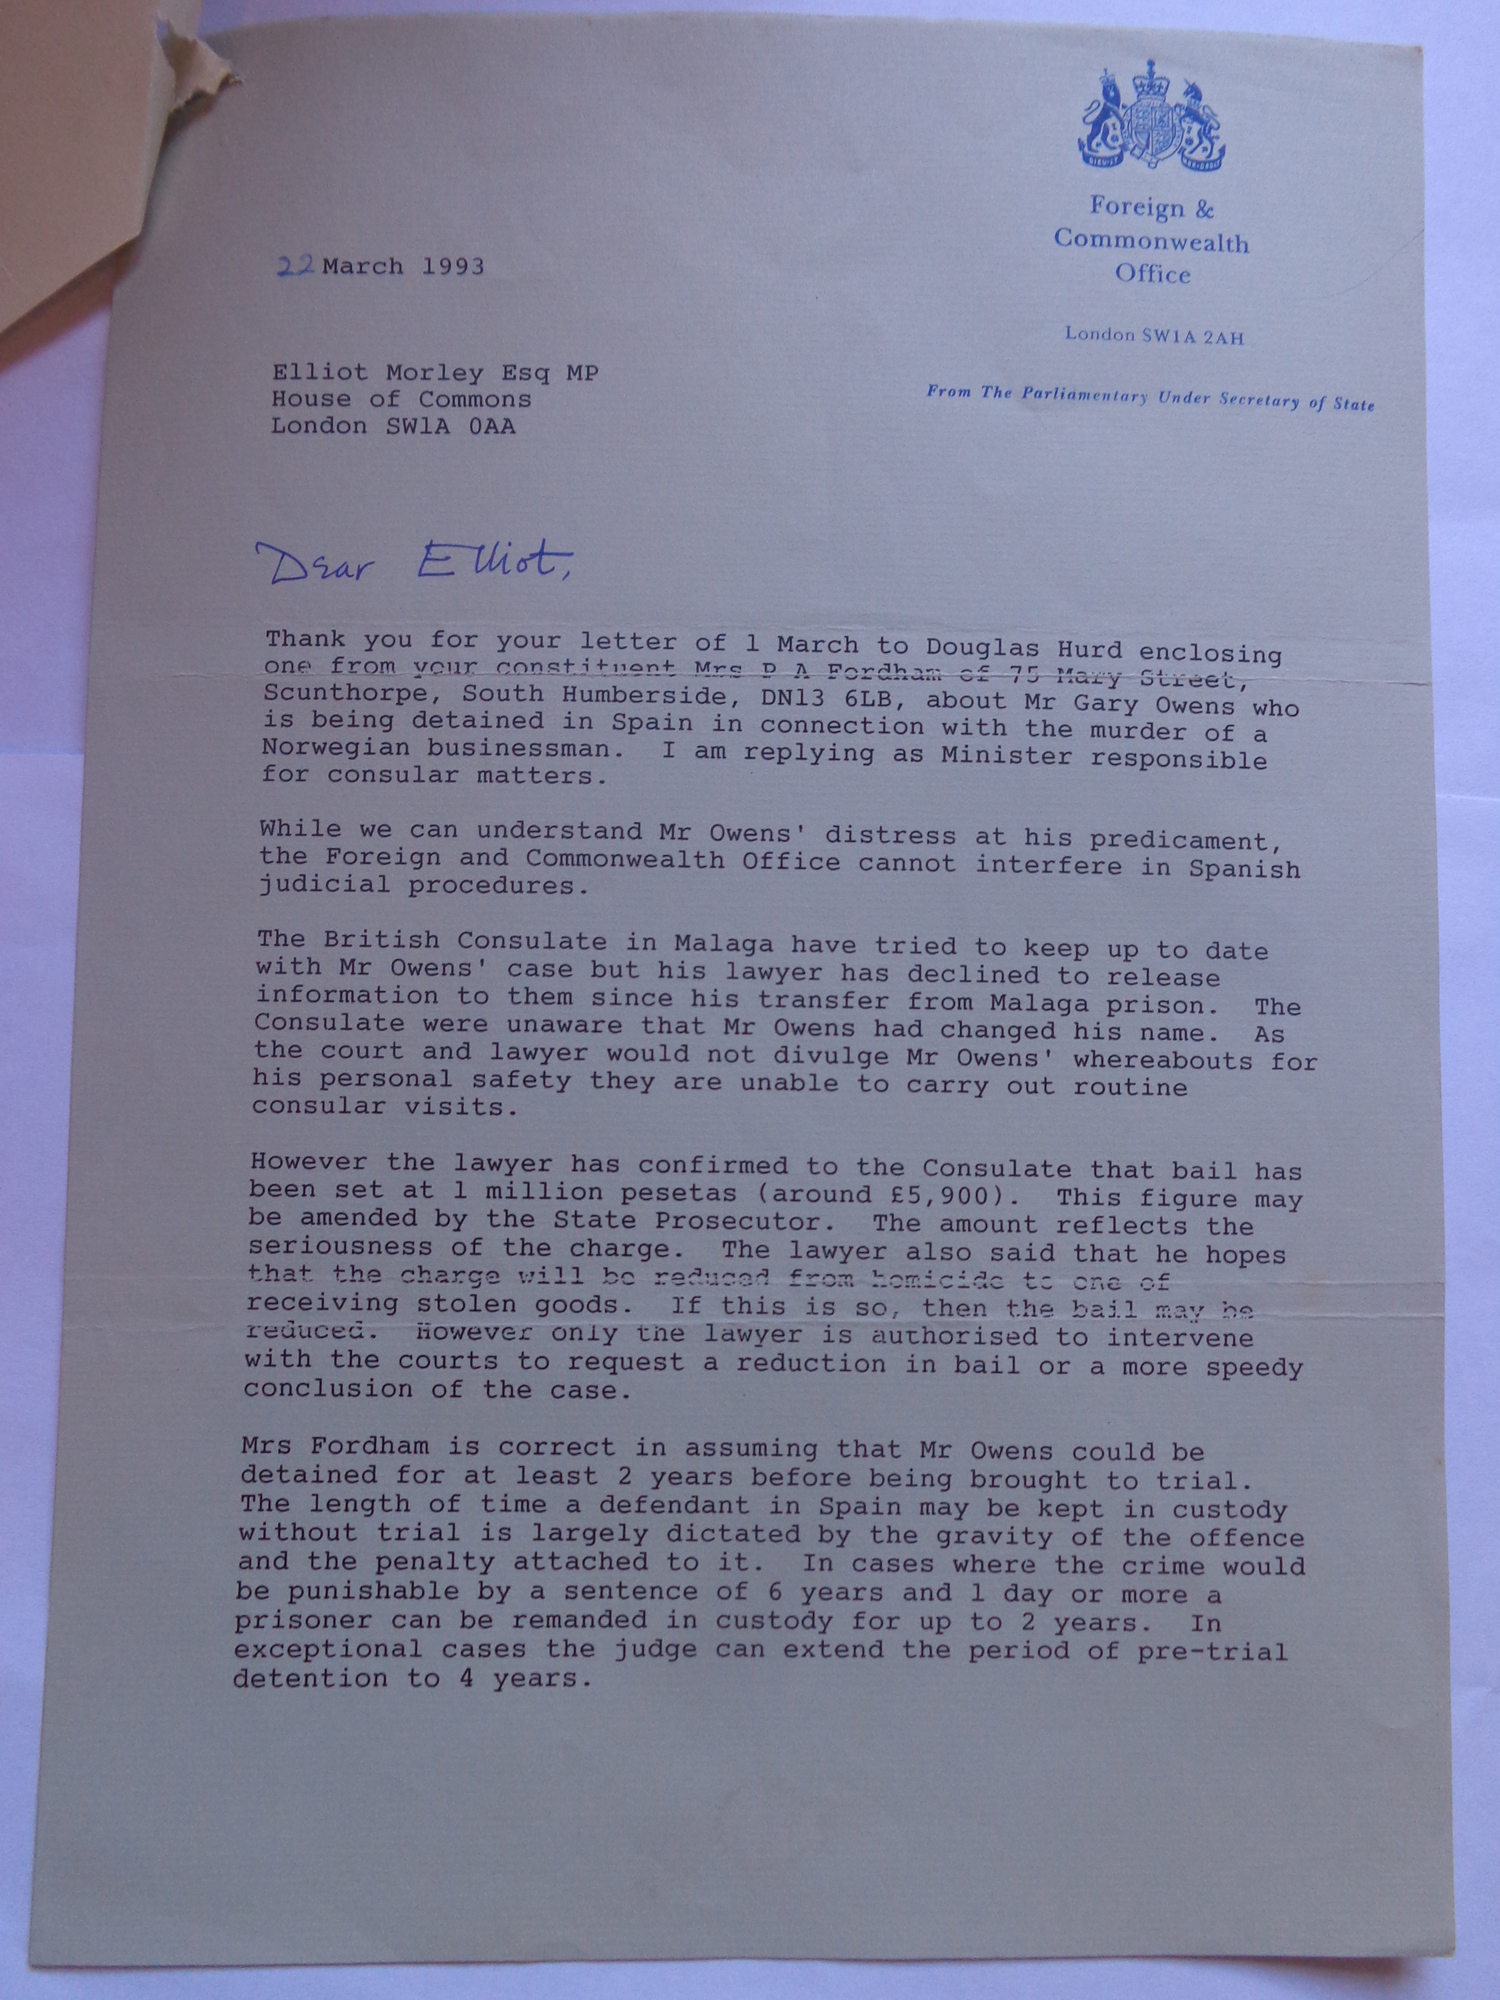 Foreign &
Commonwealth
Office
London SW1A 2AH
From The Parliamentary Under Secretary of State
22 March 1993
Elliot Morley Esq MP
House of Commons
London SW1A 0AA
Dear Elliot,
Thank you for your letter of 1 March to Douglas Hurd enclosing
one from your constituent Mrs P A Fordham of 75 Mary Street,
Scunthorpe, South Humberside, DN13 6LB, about Mr Gary Owens who
is being detained in Spain in connection with the murder of a
Norwegian businessman. I am replying as Minister responsible
for consular matters.
While we can understand Mr Owens' distress at his predicament,
the Foreign and Commonwealth Office cannot interfere in Spanish
judicial procedures.
The British Consulate in Malaga have tried to keep up to date
with Mr Owens' case but his lawyer has declined to release
information to them since his transfer from Malaga prison. The
Consulate were unaware that Mr Owens had changed his name. As
the court and lawyer would not divulge Mr Owens' whereabouts for
his personal safety they are unable to carry out routine
consular visits.
However the lawyer has confirmed to the Consulate that bail has
been set at 1 million pesetas (around £5,900). This figure may
be amended by the State Prosecutor. The amount reflects the
seriousness of the charge. The lawyer also said that he hopes
that the charge will be reduced from homicide to one of
receiving stolen goods. If this is so, then the bail may be
reduced. However only the lawyer is authorised to intervene
with the courts to request a reduction in bail or a more speedy
conclusion of the case.
Mrs Fordham is correct in assuming that Mr Owens could be
detained for at least 2 years before being brought to trial.
The length of time a defendant in Spain may be kept in custody
without trial is largely dictated by the gravity of the offence
and the penalty attached to it. In cases where the crime would
be punishable by a sentence of 6 years and 1 day or more a
prisoner can be remanded in custody for up to 2 years. In
exceptional cases the judge can extend the period of pre-trial
detention to 4 years.